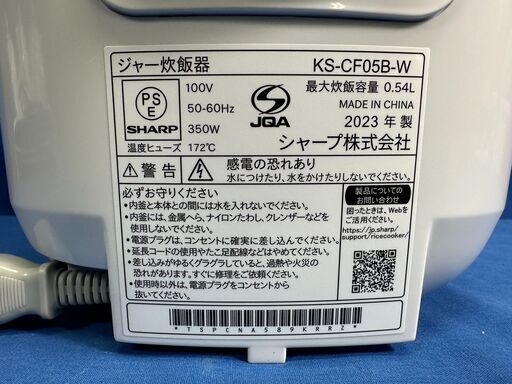 ジャー炊飯器 KS-CF05B-W
PS
E
SHARP
100V
50-60Hz
350W
温度ヒューズ 172℃
JQA
最大炊飯容量 0.54L
MADE IN CHINA
2023 年 製
シャープ株式会社
警告
感電の恐れあり
水につけたり、水をかけたりしないでください。
必ずお守りください
・内釜と本体との間には水を入れないでください。
・内釜には、金属へら、ナイロンたわし、クレンザーなどを
使用しないでください。
・電源プラグは、コンセントに確実に差し込んでください。
・延長コードの使用やたこ足配線などはやめてください。
・差し込みがゆるくグラグラしていると、過熱や火災の
恐れがあります。すぐに修理をご依頼ください。
・使用時以外は、電源プラグをコンセントから
抜いてください。
製品についての
お問い合わせ
困ったときは、Webを
ご利用ください。
https://jp.sharp/
support/ricecooker/
*TSPCNA589KRRZ*